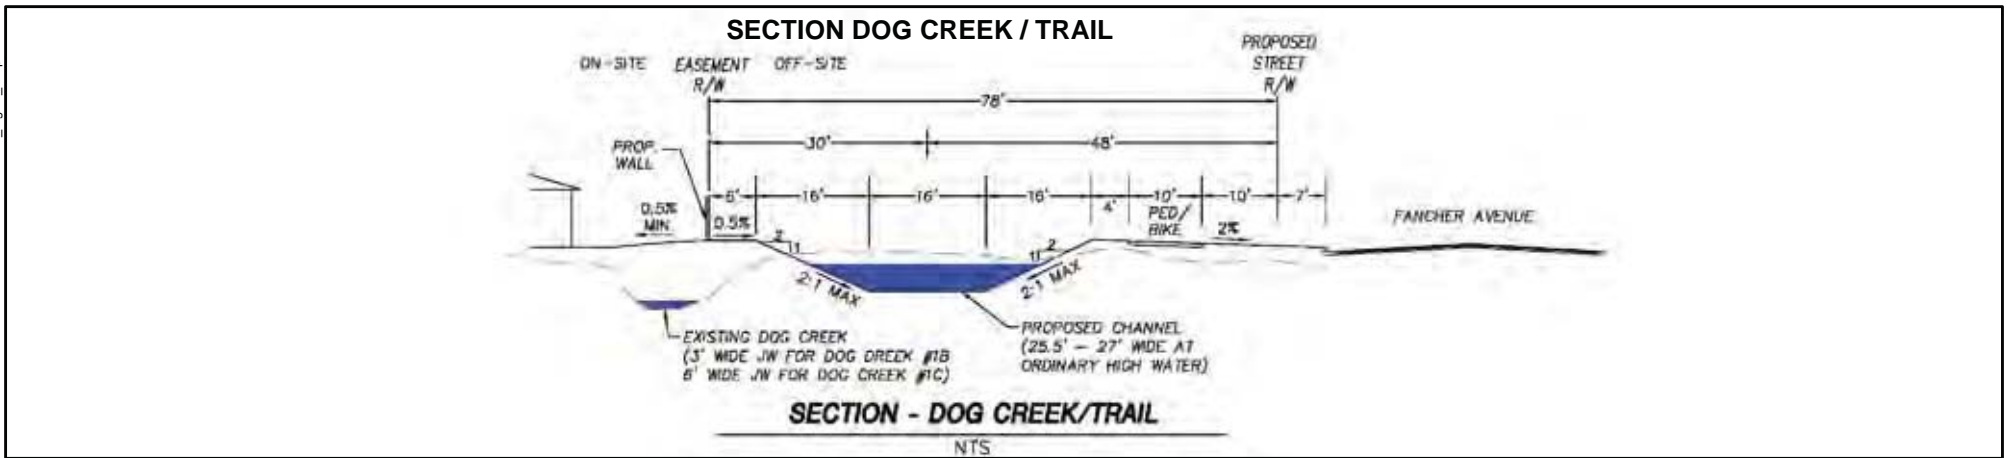 SECTION DOG CREEK / TRAIL
ON-SITE
EASEMENT
R/W
OFF-SITE
PROPOSED
STREET
R/W
78'
30'
48'
PROP.
WALL
6'
16'
16'
16'
4'
10'
10'
7'
PED/
BIKE
0.5%
MIN.
0.5%
2
1
2
1
2%
FANCHER AVENUE
2:1 MAX
2:1 MAX
EXISTING DOG CREEK
(3' WIDE JW FOR DOG CREEK #1B
6' WIDE JW FOR DOG CREEK #1C)
PROPOSED CHANNEL
(25.5' - 27' WIDE AT
ORDINARY HIGH WATER)
SECTION - DOG CREEK/TRAIL
NTS